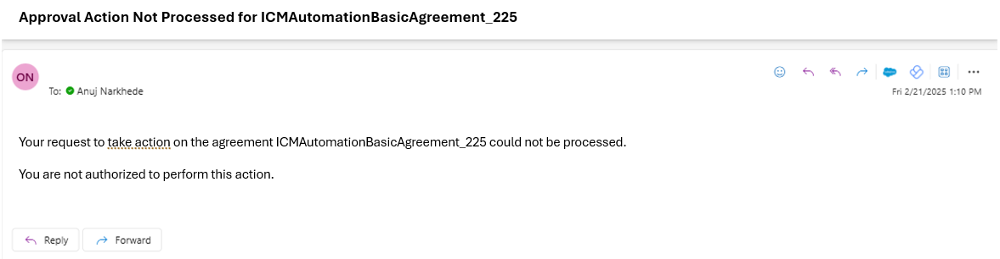 Approval Action Not Processed for ICMAutomationBasicAgreement_225
ON
To: Anuj Narkhede
Fri 2/21/2025 1:10 PM
Your request to take action on the agreement ICMAutomationBasicAgreement_225 could not be processed.
You are not authorized to perform this action.
Reply
Forward